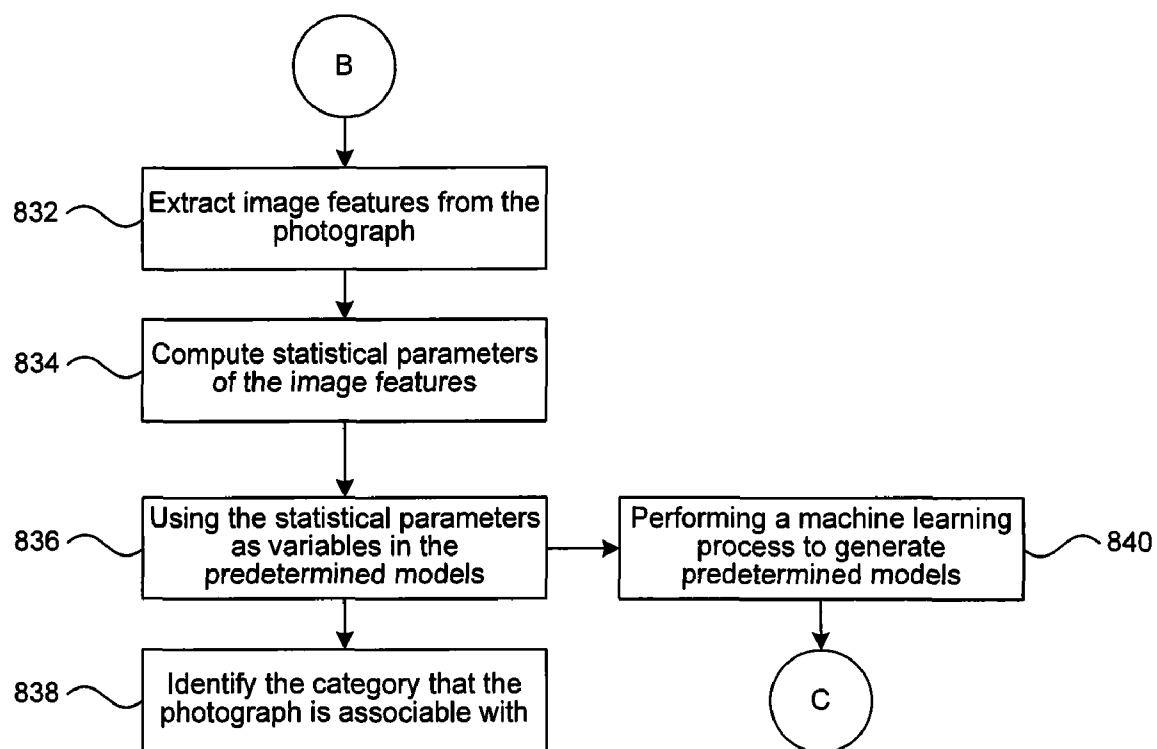 B
832
Extract image features from the
photograph
834
Compute statistical parameters
of the image features
836
Using the statistical parameters
as variables in the
predetermined models
Performing a machine learning
process to generate
predetermined models
840
838
Identify the category that the
photograph is associable with
C